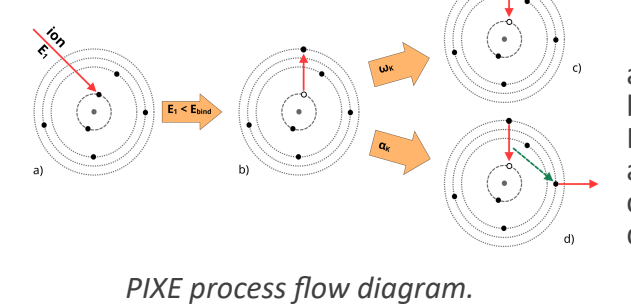 ion
E₁
E₁ < E_bind
ω_K
α_K
a)
b)
c)
d)
PIXE process flow diagram.